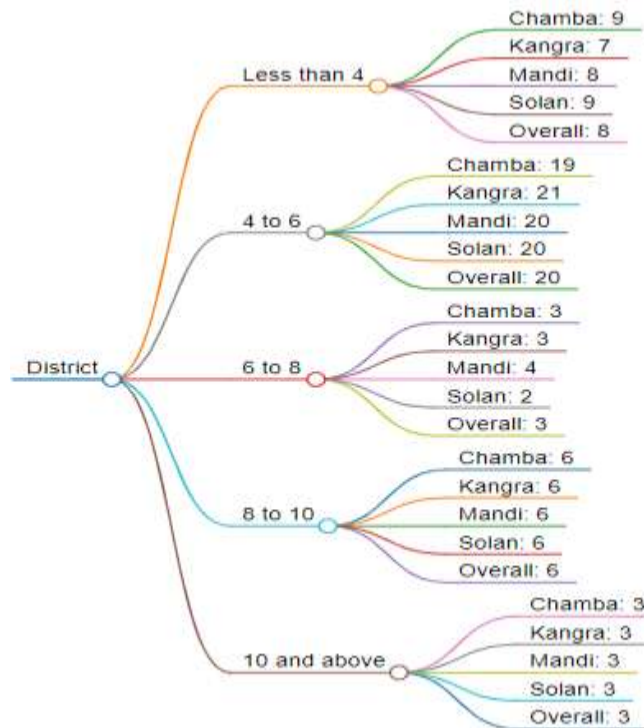 Chamba: 9
Kangra: 7
Less than 4
Mandi: 8
Solan: 9
Overall: 8
Chamba: 19
Kangra: 21
4 to 6
Mandi: 20
Solan: 20
Overall: 20
Chamba: 3
Kangra: 3
District
6 to 8
Mandi: 4
Solan: 2
Overall: 3
Chamba: 6
Kangra: 6
8 to 10
Mandi: 6
Solan: 6
Overall: 6
Chamba: 3
Kangra: 3
10 and above
Mandi: 3
Solan: 3
Overall: 3